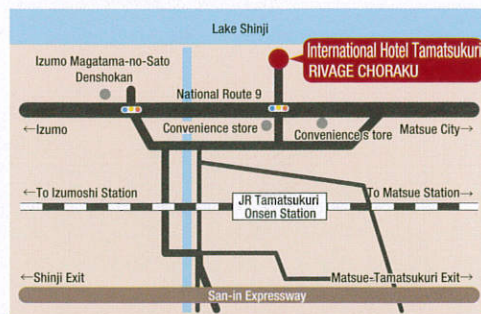 Lake Shinji
International Hotel Tamatsukuri
RIVAGE CHORAKU
Izumo Magatama-no-Sato
Denshokan
National Route 9
←Izumo
Convenience store
Convenience's tore
Matsue City→
←To Izumoshi Station
JR Tamatsukuri
Onsen Station
To Matsue Station→
←Shinji Exit
Matsue-Tamatsukuri Exit→
San-in Expressway